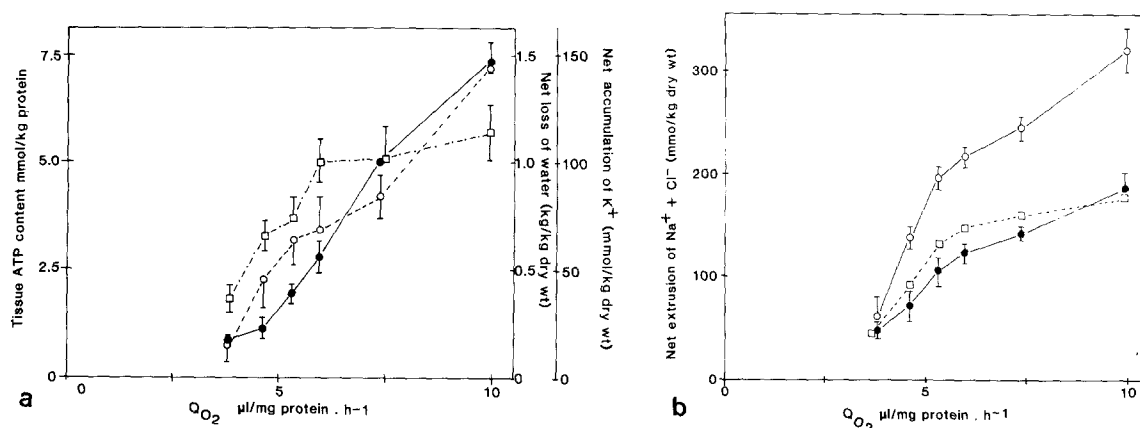 Tissue ATP content mmol/kg protein
7.5
5.0
2.5
0
0
5
10
Q_O2 µl/mg protein . h-1
a
1.5
1.0
0.5
0
Net loss of water (kg/kg dry wt)
150
100
50
0
Net accumulation of K+ (mmol/kg dry wt)
Net extrusion of Na+ + Cl- (mmo/kg dry wt)
300
200
100
0
0
5
10
Q_O2 µl/mg protein . h-1
b